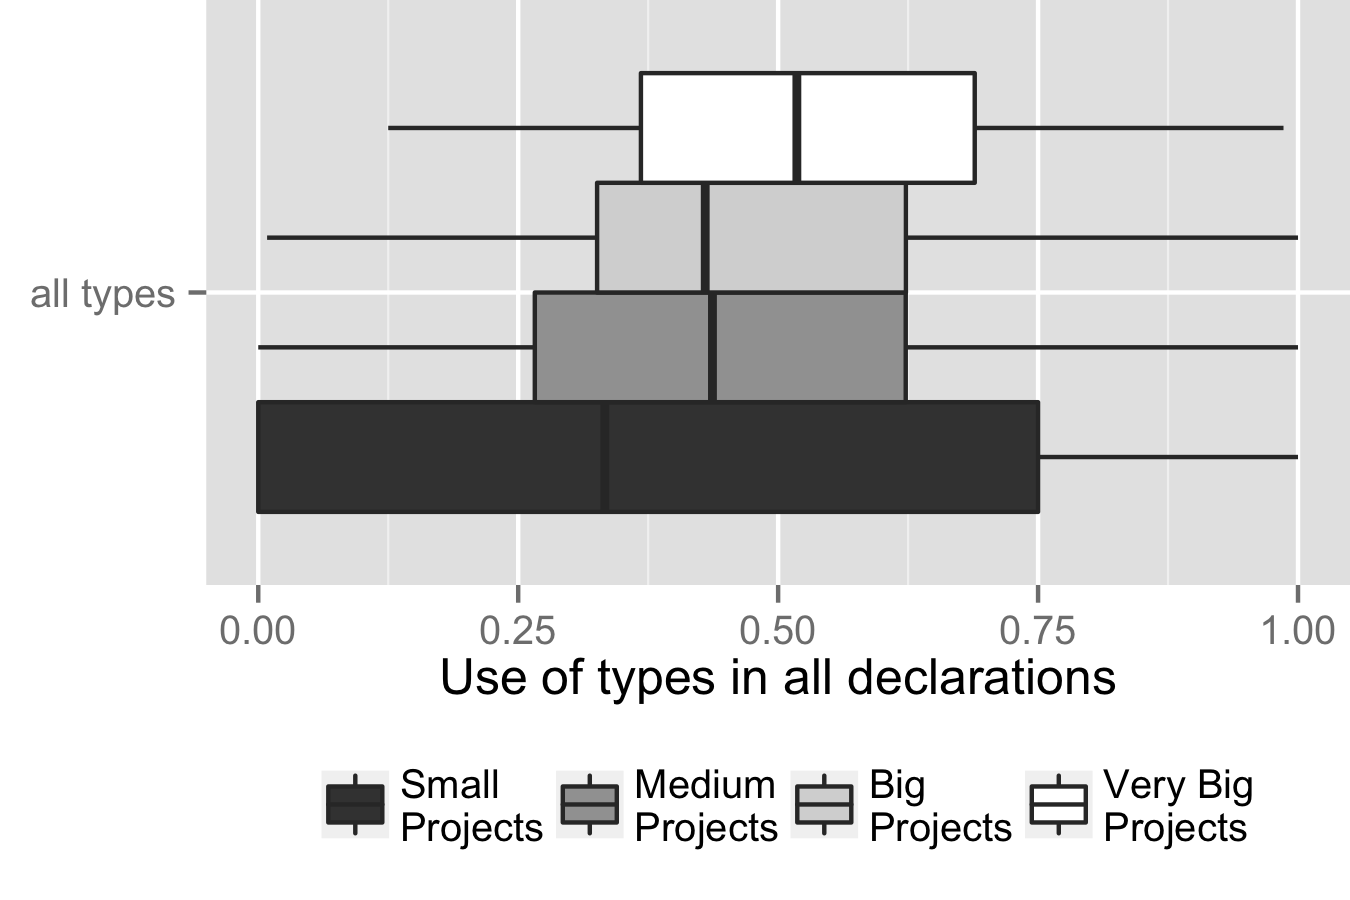 all types
0.00 0.25 0.50 0.75 1.00
Use of types in all declarations
Small Projects
Medium Projects
Big Projects
Very Big Projects